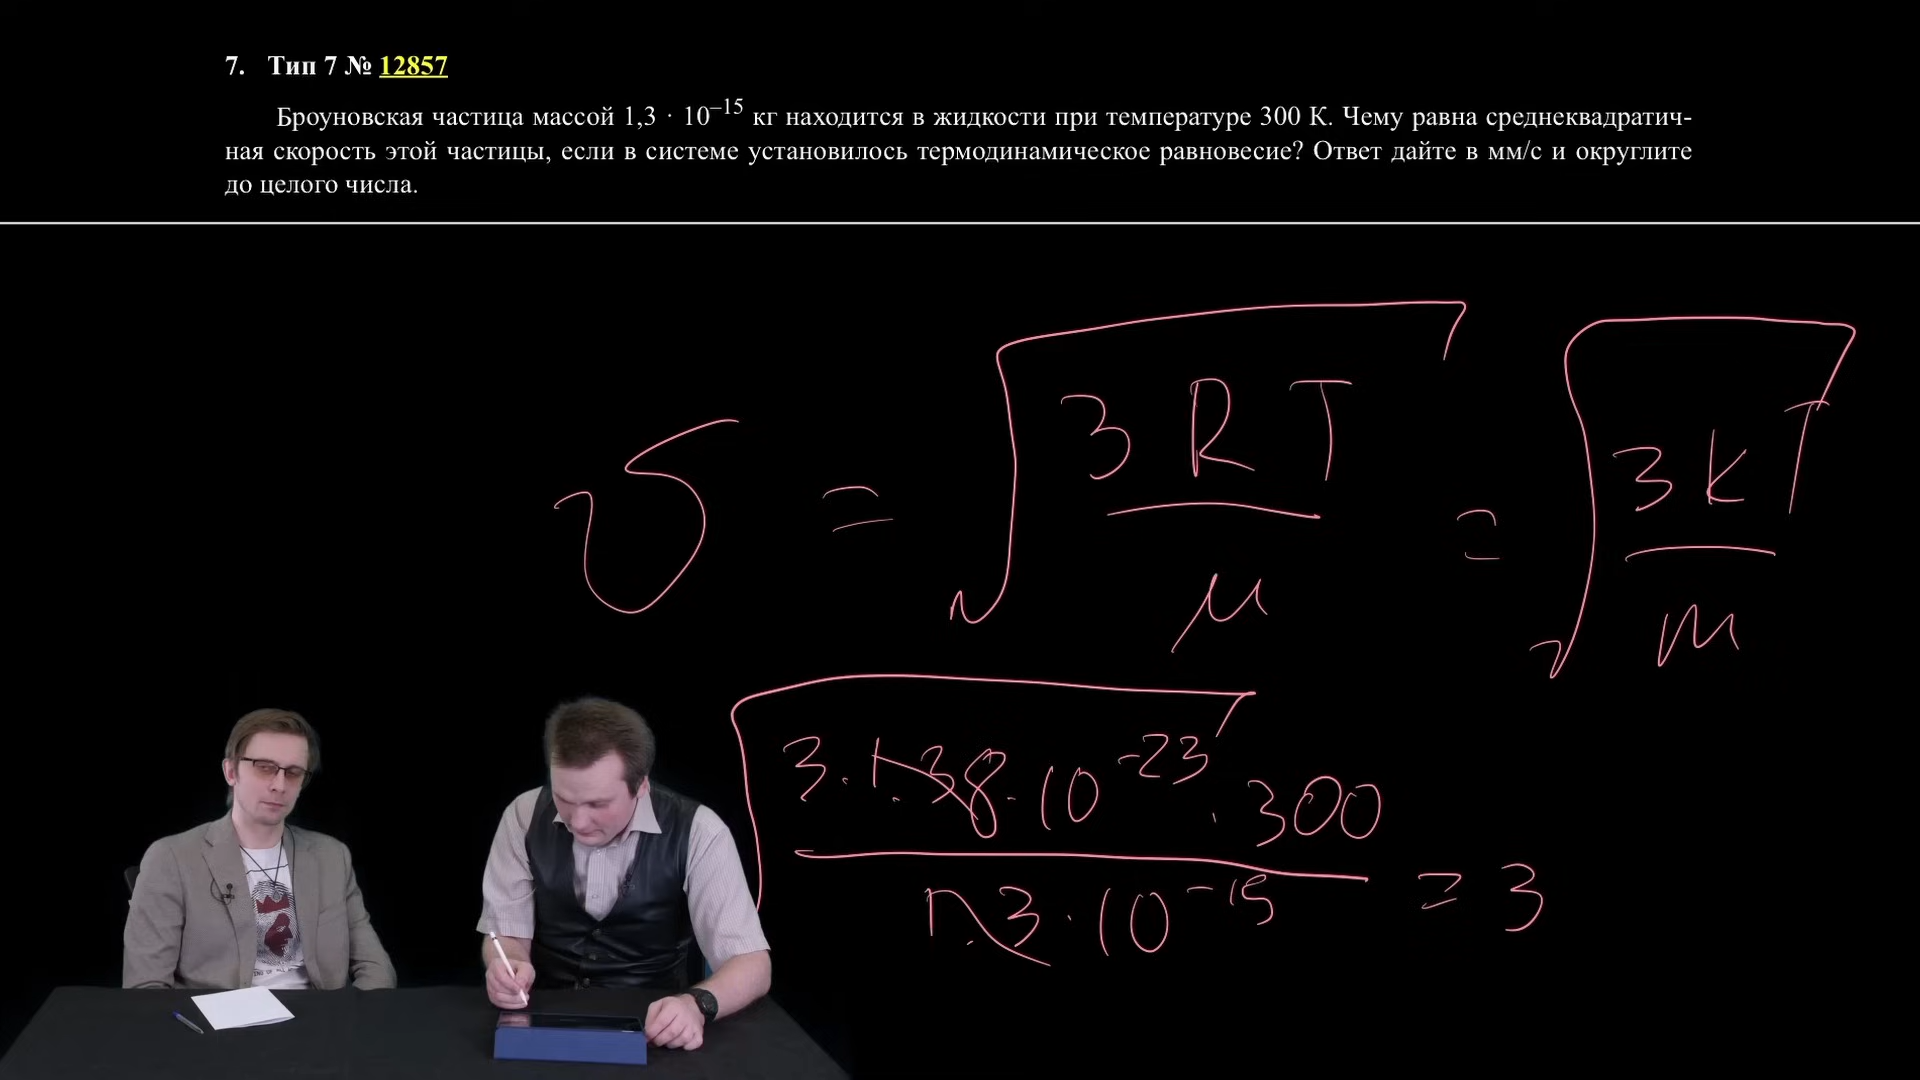 7. Тип 7 № 12857
Броуновская частица массой 1,3 · 10⁻¹⁵ кг находится в жидкости при температуре 300 К. Чему равна среднеквадратич-
ная скорость этой частицы, если в системе установилось термодинамическое равновесие? Ответ дайте в мм/с и округлите
до целого числа.
v = √(3RT/μ) = √(3kT/m)
√(3 · 1.38 · 10⁻²³ · 300 / 1.3 · 10⁻¹⁵) = 3